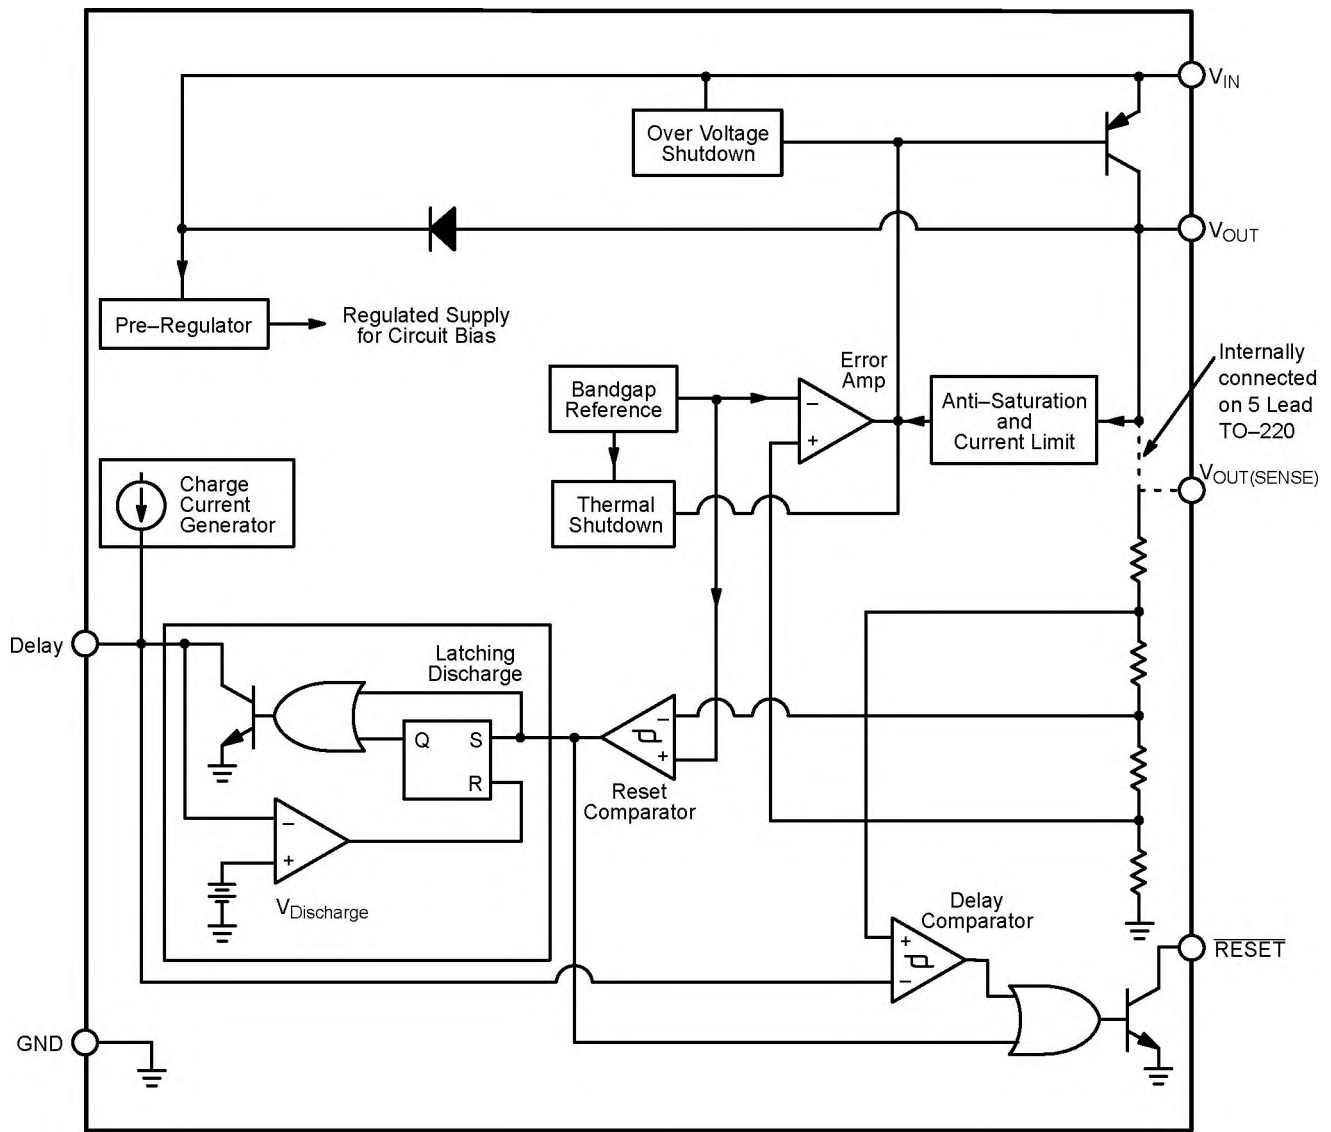 VIN
Over Voltage
Shutdown
VOUT
Pre–Regulator
Regulated Supply
for Circuit Bias
Error
Amp
Internally
connected
on 5 Lead
TO–220
Bandgap
Reference
–
+
Anti–Saturation
and
Current Limit
VOUT(SENSE)
Charge
Current
Generator
Thermal
Shutdown
Delay
Latching
Discharge
Q
S
R
–
+
Reset
Comparator
–
+
VDischarge
Delay
Comparator
+
–
RESET
GND